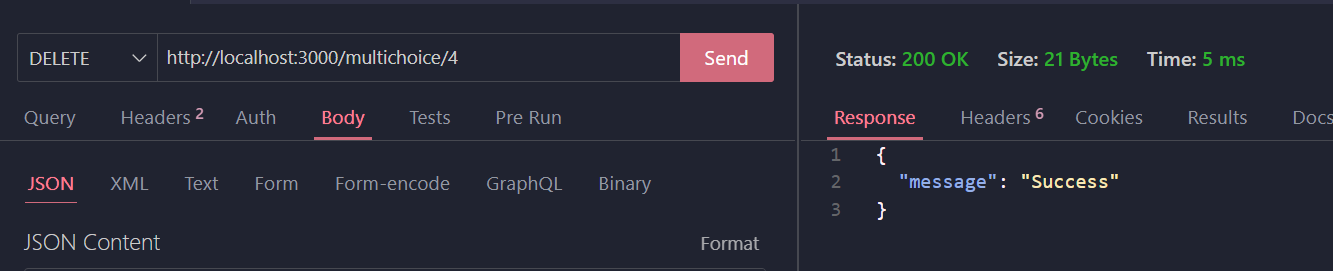 DELETE http://localhost:3000/multichoice/4 Send
Query Headers 2 Auth Body Tests Pre Run
JSON XML Text Form Form-encode GraphQL Binary
JSON Content Format
Status: 200 OK Size: 21 Bytes Time: 5 ms
Response Headers 6 Cookies Results Docs
1 {
2 "message": "Success"
3 }